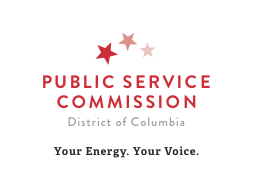 PUBLIC SERVICE
COMMISSION
District of Columbia
Your Energy. Your Voice.